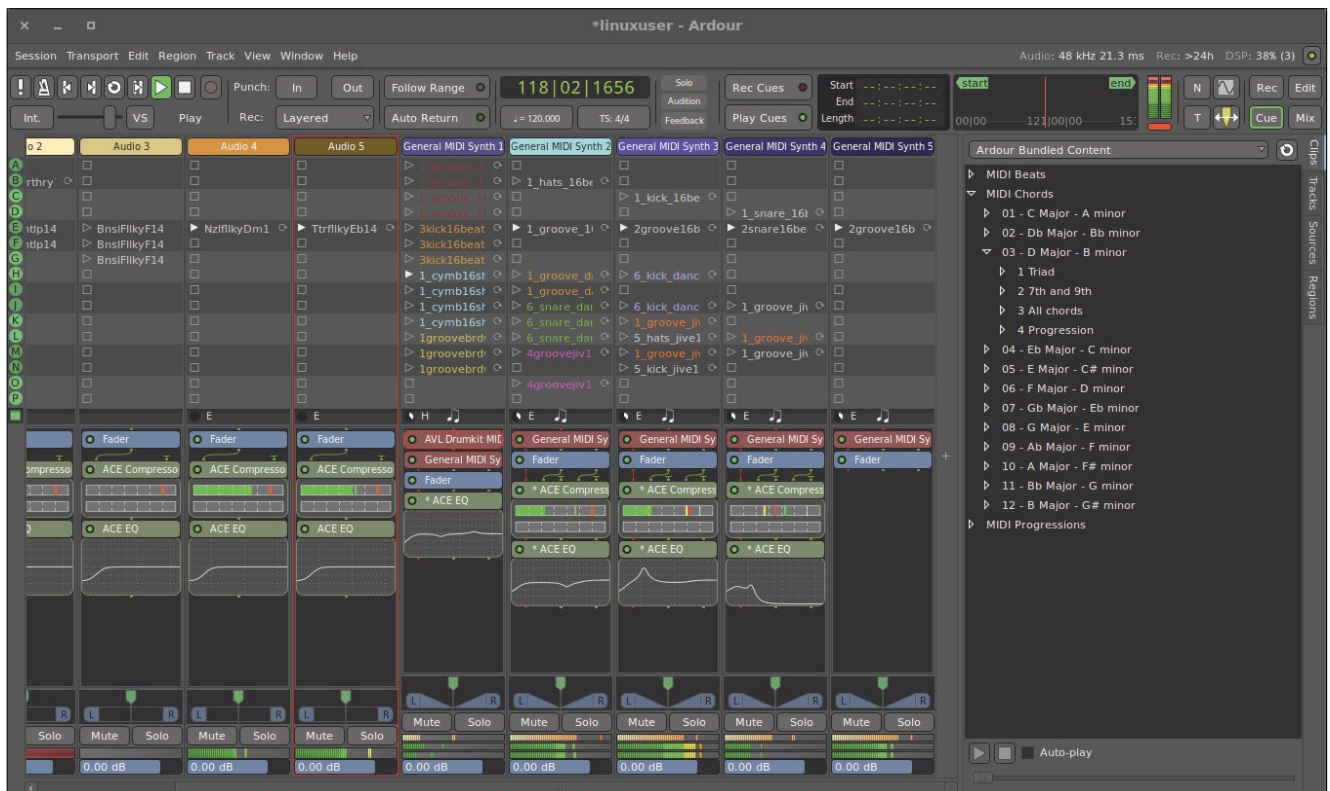 *linuxuser - Ardour
Session Transport Edit Region Track View Window Help
Audio: 48 kHz 21.3 ms Rec: >24h DSP: 38% (3)
Punch: In Out Follow Range 118|02|1656 Solo Rec Cues Start --:--:--:-- start end N Rec Edit
Audition End --:--:--:--
Int. VS Play Rec: Layered Auto Return ♩ = 120.000 TS: 4/4 Feedback Play Cues Length --:--:--:-- 00|00 121|00|00 15: T Cue Mix
o 2 Audio 3 Audio 4 Audio 5 General MIDI Synth 1 General MIDI Synth 2 General MIDI Synth 3 General MIDI Synth 4 General MIDI Synth 5
A 1_groove_1
B rthry 1_groove_1 1_hats_16be
C 1_groove_1 1_kick_16be
D 1_groove_1 1_snare_16t
E tlp14 BnslFllkyF14 NzlfllkyDm1 TtrfllkyEb14 3kick16beat 1_groove_1 2groove16b 2snare16be 2groove16b
F tlp14 BnslFllkyF14 3kick16beat
G BnslFllkyF14 3kick16beat
H 1_cymb16sh 1_groove_d 6_kick_danc
I 1_cymb16sh 1_groove_d
J 1_cymb16sh 6_snare_dar 6_kick_danc 1_groove_jiv
K 1_cymb16sh 6_snare_dar 1_groove_jiv
L 1groovebrd 6_snare_dar 5_hats_jive1 1_groove_jiv
M 1groovebrd 4groovejiv1 1_groove_jiv 1_groove_jiv
N 1groovebrd 5_kick_jive1
O 4groovejiv1
P
E E H E E E E
Fader Fader Fader AVL Drumkit MID General MIDI Sy General MIDI Sy General MIDI Sy General MIDI Sy
General MIDI Sy Fader Fader Fader Fader
ompresso ACE Compresso ACE Compresso ACE Compresso Fader
* ACE EQ * ACE Compress * ACE Compress * ACE Compress
Q ACE EQ ACE EQ ACE EQ
* ACE EQ * ACE EQ * ACE EQ
R L R L R L R L R L R L R L R L R
Solo Mute Solo Mute Solo Mute Solo Mute Solo Mute Solo Mute Solo Mute Solo Mute Solo
0.00 dB 0.00 dB 0.00 dB 0.00 dB 0.00 dB 0.00 dB 0.00 dB 0.00 dB
Ardour Bundled Content
MIDI Beats
MIDI Chords
01 - C Major - A minor
02 - Db Major - Bb minor
03 - D Major - B minor
1 Triad
2 7th and 9th
3 All chords
4 Progression
04 - Eb Major - C minor
05 - E Major - C# minor
06 - F Major - D minor
07 - Gb Major - Eb minor
08 - G Major - E minor
09 - Ab Major - F minor
10 - A Major - F# minor
11 - Bb Major - G minor
12 - B Major - G# minor
MIDI Progressions
Auto-play
Clips
Tracks
Sources
Regions